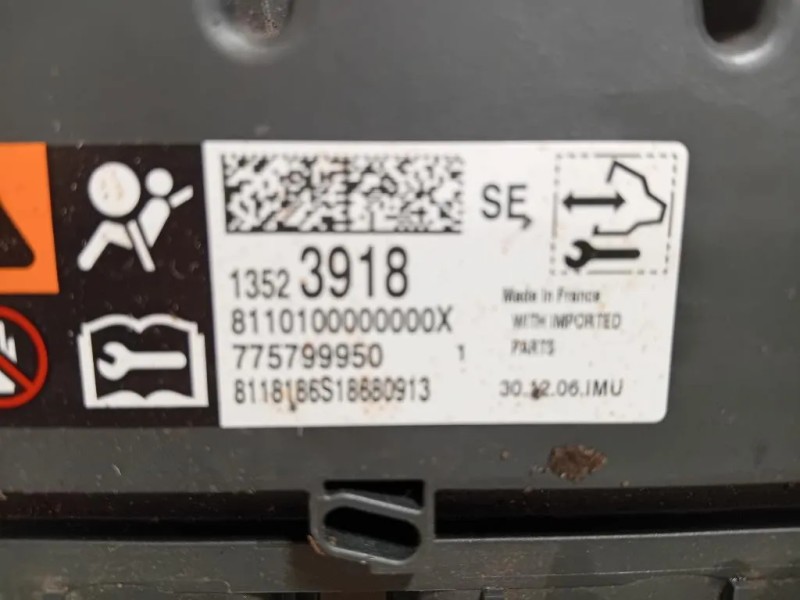 SE
1352 3918
8110100000000X
775799950 1
8118186S18680913
Made in France
WITH IMPORTED
PARTS
30.12.06.IMU